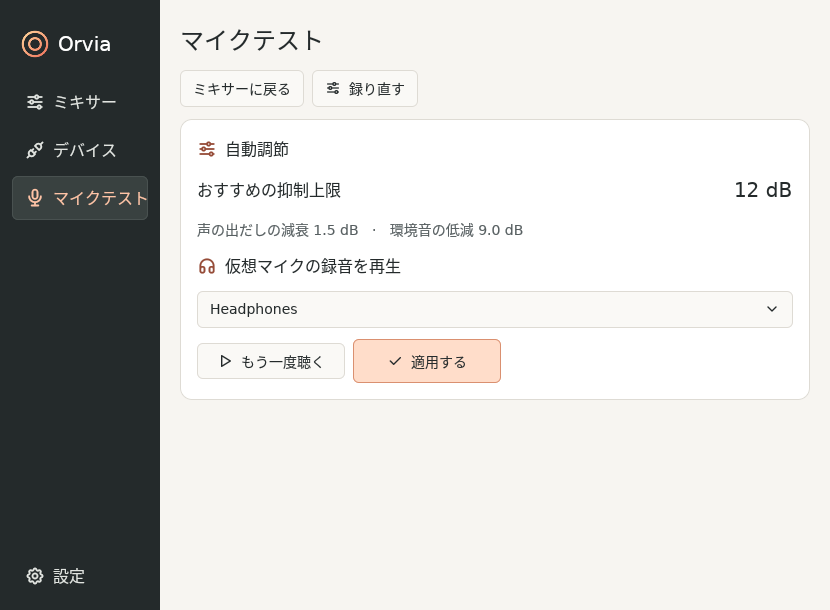 Orvia
ミキサー
デバイス
マイクテスト
設定
マイクテスト
ミキサーに戻る
録り直す
自動調節
おすすめの抑制上限
12 dB
声の出だしの減衰 1.5 dB · 環境音の低減 9.0 dB
仮想マイクの録音を再生
Headphones
もう一度聴く
適用する